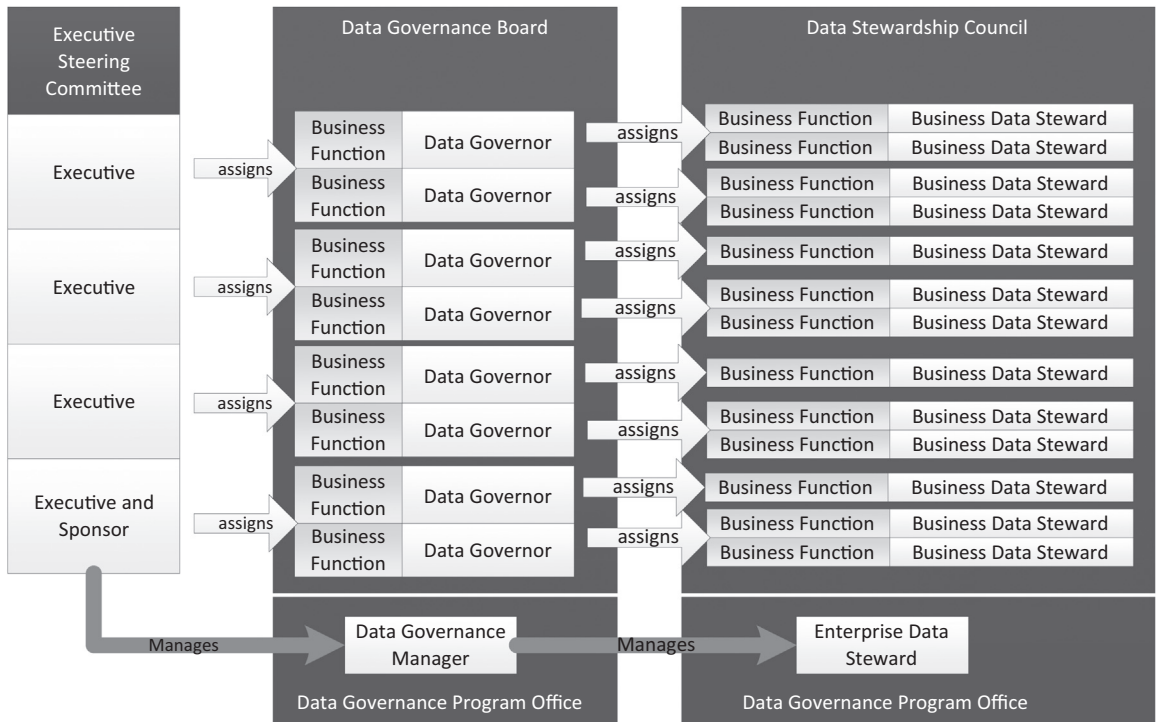 Executive
Steering
Committee
Executive
Executive
Executive
Executive and
Sponsor
assigns
assigns
assigns
assigns
Data Governance Board
Business
Function
Data Governor
Business
Function
Data Governor
Business
Function
Data Governor
Business
Function
Data Governor
Business
Function
Data Governor
Business
Function
Data Governor
Business
Function
Data Governor
Business
Function
Data Governor
assigns
assigns
assigns
assigns
assigns
assigns
assigns
assigns
Data Stewardship Council
Business Function Business Data Steward
Business Function Business Data Steward
Business Function Business Data Steward
Business Function Business Data Steward
Business Function Business Data Steward
Business Function Business Data Steward
Business Function Business Data Steward
Business Function Business Data Steward
Business Function Business Data Steward
Business Function Business Data Steward
Business Function Business Data Steward
Business Function Business Data Steward
Business Function Business Data Steward
Manages
Data Governance
Manager
Manages
Enterprise Data
Steward
Data Governance Program Office
Data Governance Program Office